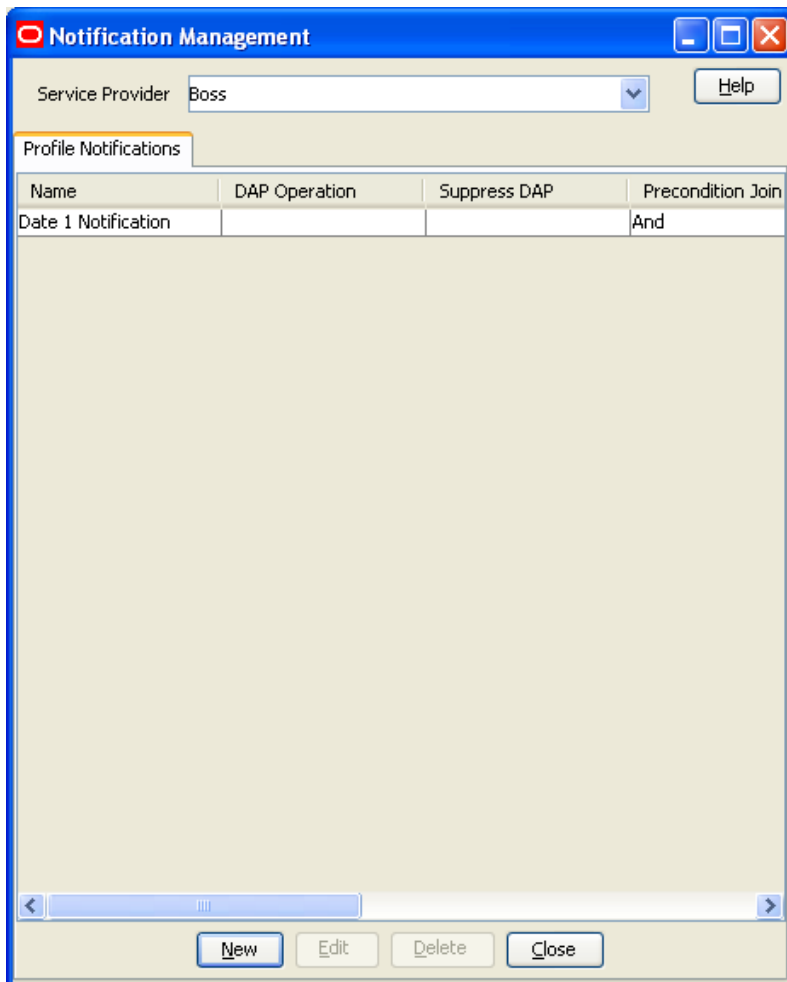 Notification Management
Service Provider Boss Help
Profile Notifications
Name DAP Operation Suppress DAP Precondition Join
Date 1 Notification And
New Edit Delete Close